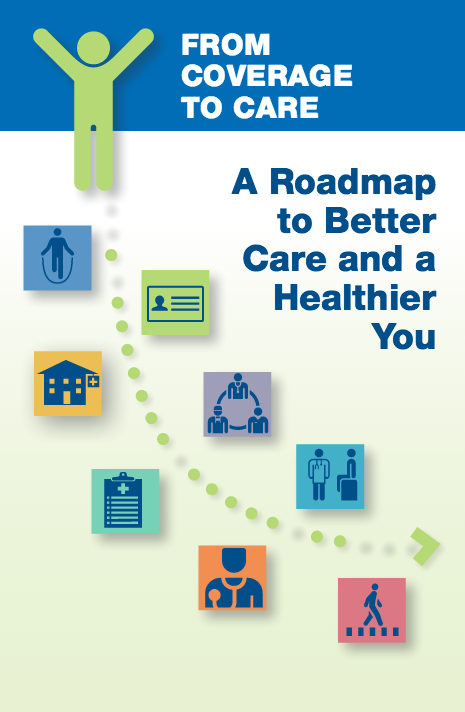 FROM
COVERAGE
TO CARE
A Roadmap
to Better
Care and a
Healthier
You